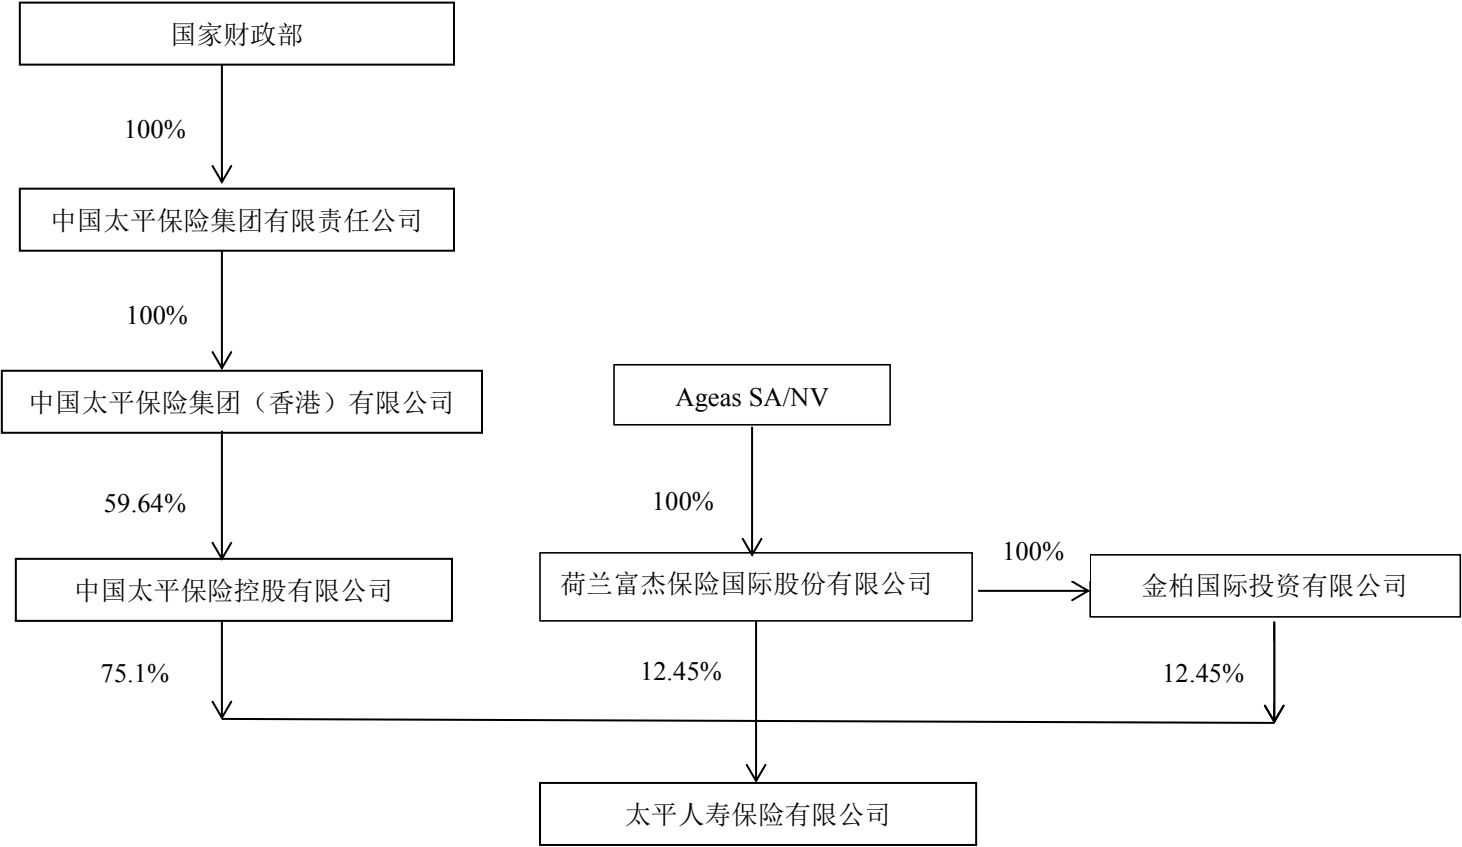 国家财政部
100%
中国太平保险集团有限责任公司
100%
中国太平保险集团（香港）有限公司
59.64%
中国太平保险控股有限公司
75.1%
Ageas SA/NV
100%
荷兰富杰保险国际股份有限公司
100%
金柏国际投资有限公司
12.45%
12.45%
太平人寿保险有限公司